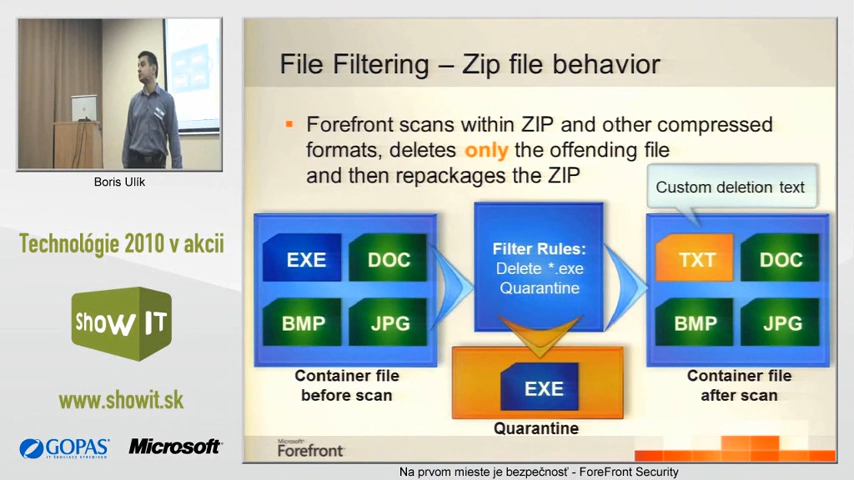 File Filtering – Zip file behavior
Forefront scans within ZIP and other compressed
formats, deletes only the offending file
and then repackages the ZIP
Custom deletion text
EXE
DOC
BMP
JPG
Container file
before scan
Filter Rules:
Delete *.exe
Quarantine
EXE
Quarantine
TXT
DOC
BMP
JPG
Container file
after scan
Microsoft
Forefront
Boris Ulík
Technológie 2010 v akcii
ShOW IT
www.showit.sk
GOPAS
Microsoft
Na prvom mieste je bezpečnosť - ForeFront Security